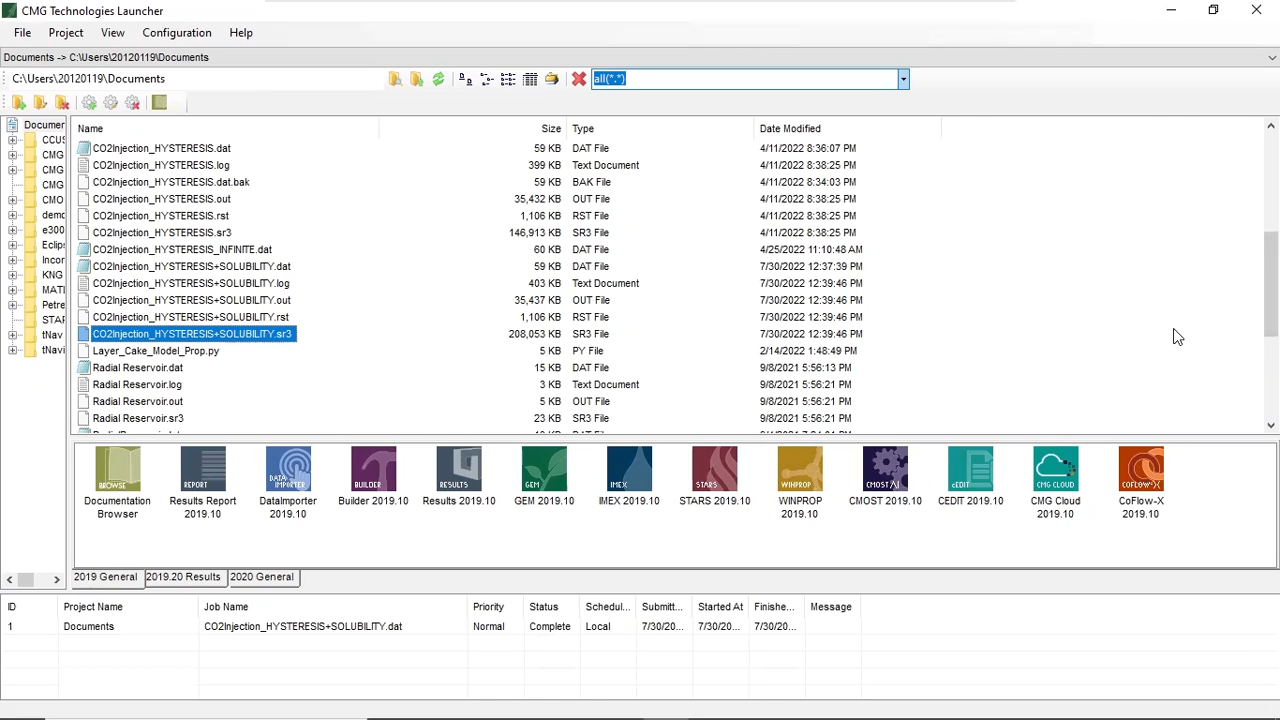 CMG Technologies Launcher
File Project View Configuration Help
Documents -> C:\Users\20120119\Documents
C:\Users\20120119\Documents all(*.*)
Name Size Type Date Modified
CO2Injection_HYSTERESIS.dat 59 KB DAT File 4/11/2022 8:36:07 PM
CO2Injection_HYSTERESIS.log 399 KB Text Document 4/11/2022 8:38:25 PM
CO2Injection_HYSTERESIS.dat.bak 59 KB BAK File 4/11/2022 8:34:03 PM
CO2Injection_HYSTERESIS.out 35,432 KB OUT File 4/11/2022 8:38:25 PM
CO2Injection_HYSTERESIS.rst 1,106 KB RST File 4/11/2022 8:38:25 PM
CO2Injection_HYSTERESIS.sr3 146,913 KB SR3 File 4/11/2022 8:38:25 PM
CO2Injection_HYSTERESIS_INFINITE.dat 60 KB DAT File 4/25/2022 11:10:48 AM
CO2Injection_HYSTERESIS+SOLUBILITY.dat 59 KB DAT File 7/30/2022 12:37:39 PM
CO2Injection_HYSTERESIS+SOLUBILITY.log 403 KB Text Document 7/30/2022 12:39:46 PM
CO2Injection_HYSTERESIS+SOLUBILITY.out 35,437 KB OUT File 7/30/2022 12:39:46 PM
CO2Injection_HYSTERESIS+SOLUBILITY.rst 1,106 KB RST File 7/30/2022 12:39:46 PM
CO2Injection_HYSTERESIS+SOLUBILITY.sr3 208,053 KB SR3 File 7/30/2022 12:39:46 PM
Layer_Cake_Model_Prop.py 5 KB PY File 2/14/2022 1:48:49 PM
Radial Reservoir.dat 15 KB DAT File 9/8/2021 5:56:13 PM
Radial Reservoir.log 3 KB Text Document 9/8/2021 5:56:21 PM
Radial Reservoir.out 5 KB OUT File 9/8/2021 5:56:21 PM
Radial Reservoir.sr3 23 KB SR3 File 9/8/2021 5:56:21 PM
Documer
CCUS
CMG
CMG
CMG
CMO
demo
e300
Eclips
Incor
KNG
MATI
Petre
STAR
tNav
tNavi
BROWSE REPORT DATA IMPORTER BUILDER RESULTS GEM IMEX STARS WINPROP CMOST AI cEDIT CMG CLOUD COFLOW-X
Documentation Browser
Results Report 2019.10
DataImporter 2019.10
Builder 2019.10
Results 2019.10
GEM 2019.10
IMEX 2019.10
STARS 2019.10
WINPROP 2019.10
CMOST 2019.10
CEDIT 2019.10
CMG Cloud 2019.10
CoFlow-X 2019.10
2019 General 2019.20 Results 2020 General
ID Project Name Job Name Priority Status Schedul... Submitt... Started At Finishe... Message
1 Documents CO2Injection_HYSTERESIS+SOLUBILITY.dat Normal Complete Local 7/30/20... 7/30/20... 7/30/20...